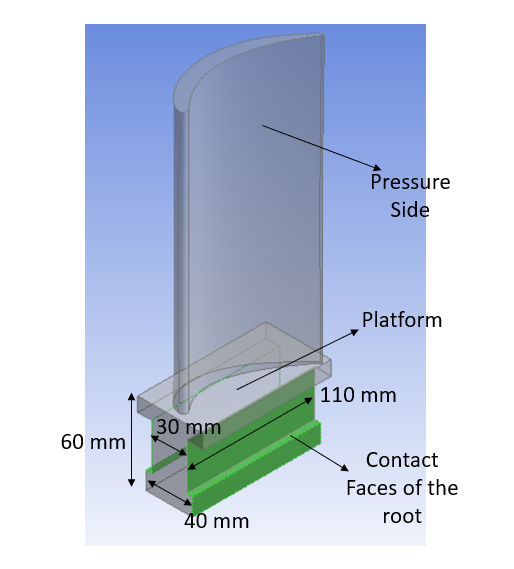 Pressure
Side
Platform
110 mm
30 mm
60 mm
Contact
Faces of the
root
40 mm